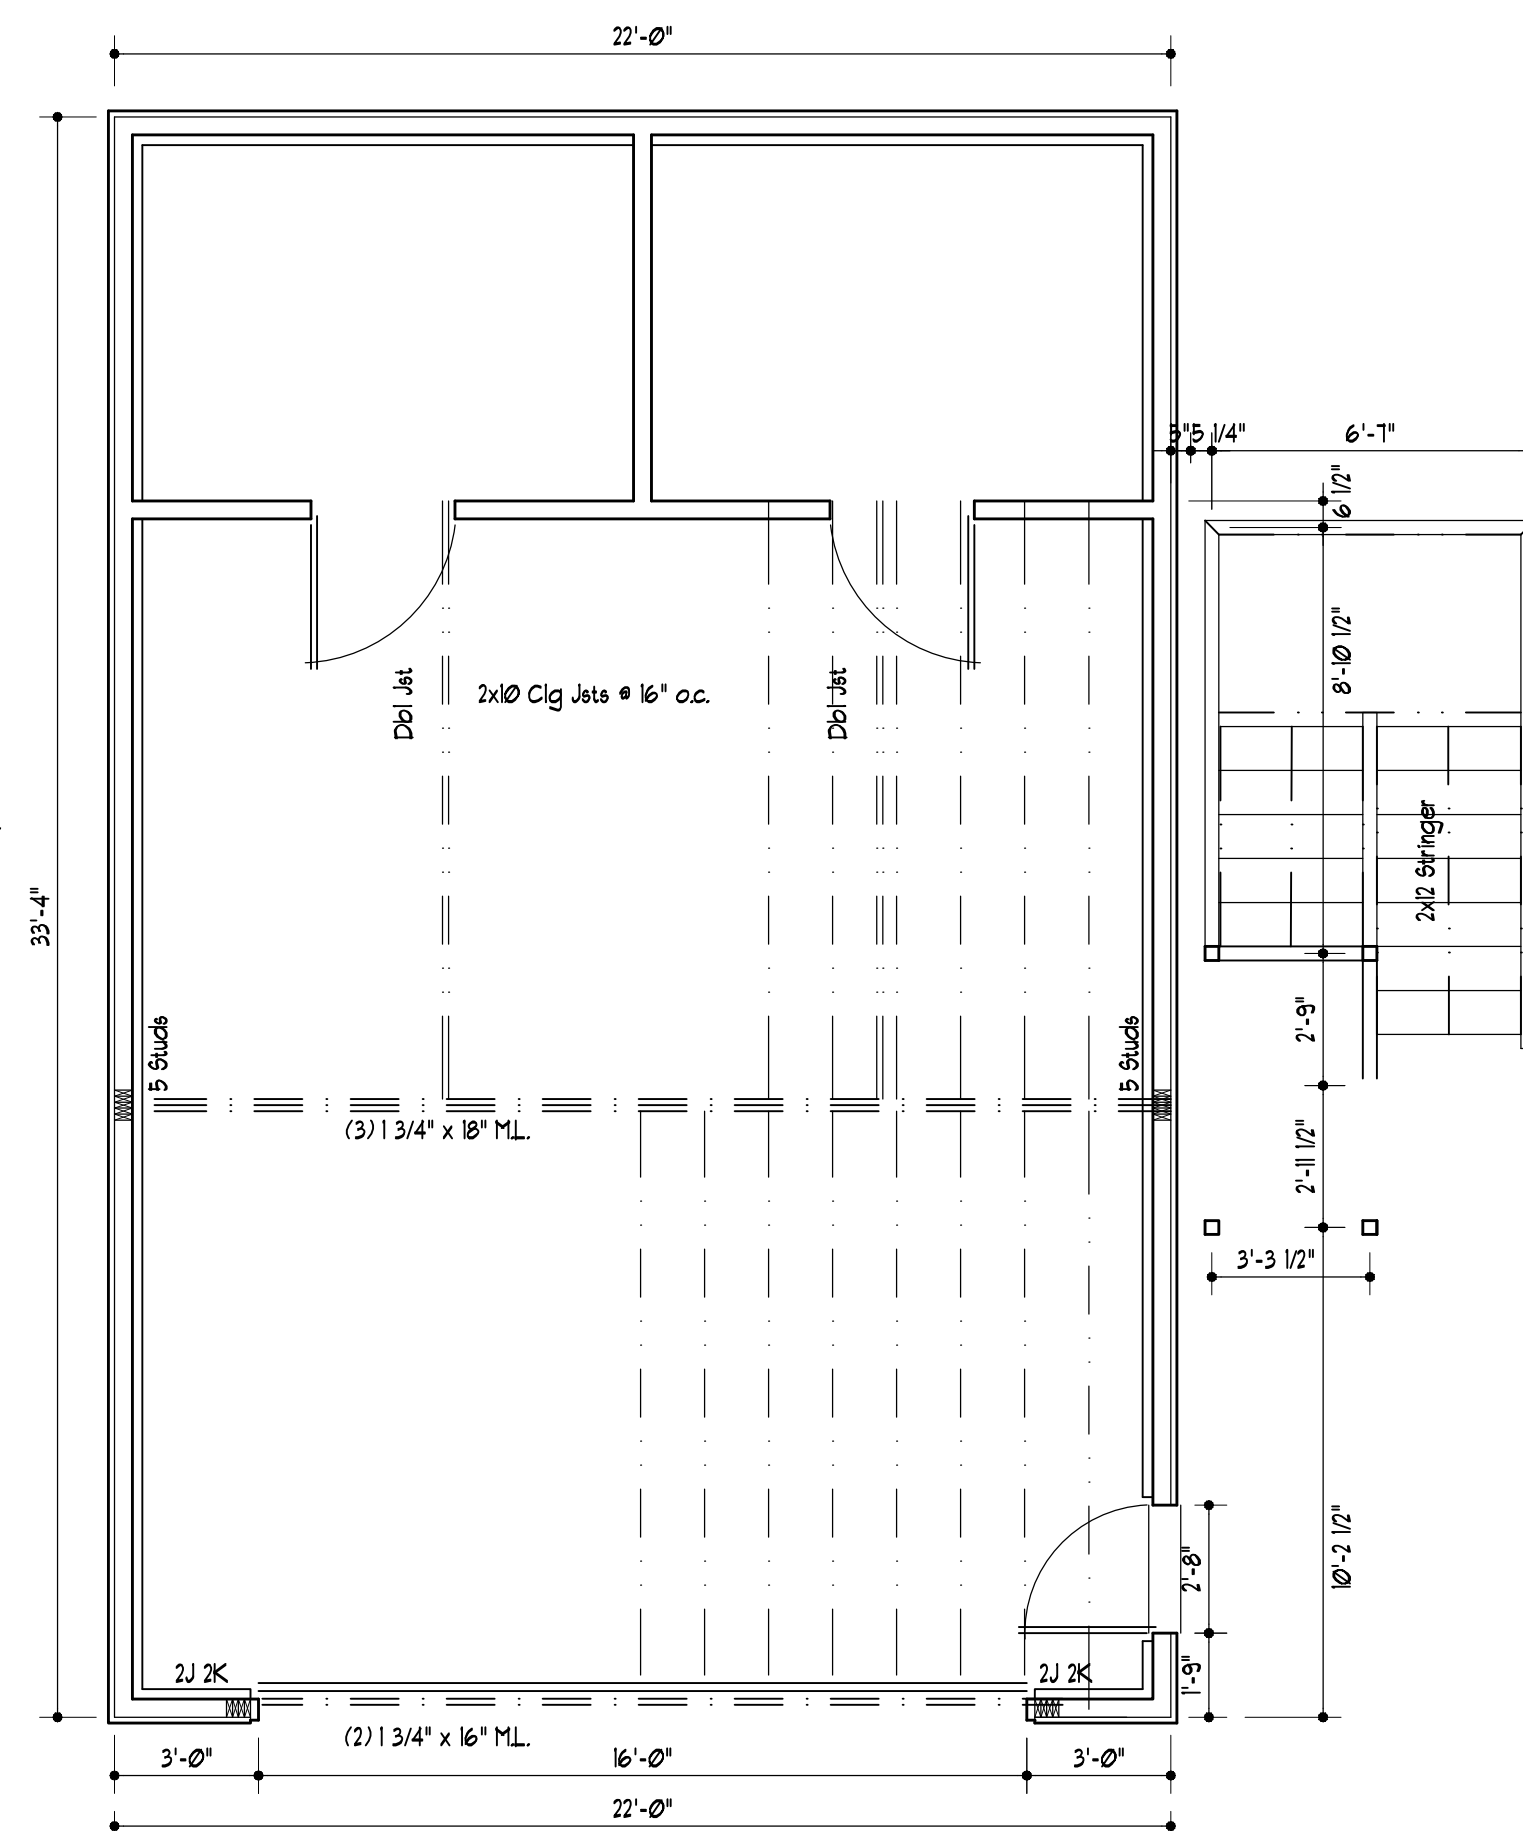 22'-0"
5"
5 1/4"
6'-7"
6 1/2"
8'-10 1/2"
Dbl Jst
2x10 Clg Jsts @ 16" o.c.
Dbl Jst
2x12 Stringer
33'-4"
5 Studs
5 Studs
2'-9"
(3) 1 3/4" x 18" M.L.
2'-11 1/2"
3'-3 1/2"
10'-2 1/2"
2'-8"
2J 2K
2J 2K
1'-9"
(2) 1 3/4" x 16" M.L.
3'-0"
16'-0"
3'-0"
22'-0"